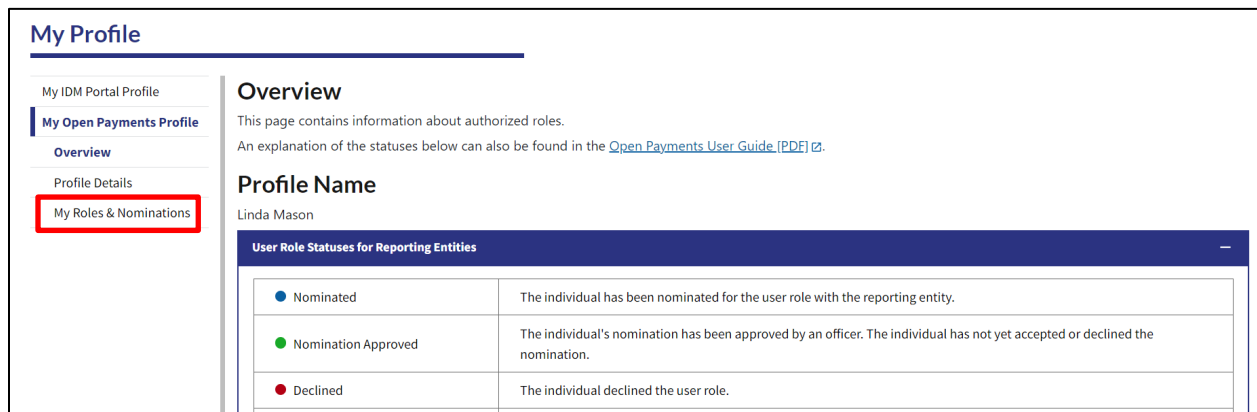 My Profile
My IDM Portal Profile
My Open Payments Profile
Overview
Profile Details
My Roles & Nominations
Overview
This page contains information about authorized roles.
An explanation of the statuses below can also be found in the Open Payments User Guide [PDF].
Profile Name
Linda Mason
User Role Statuses for Reporting Entities
Nominated
The individual has been nominated for the user role with the reporting entity.
Nomination Approved
The individual's nomination has been approved by an officer. The individual has not yet accepted or declined the
nomination.
Declined
The individual declined the user role.